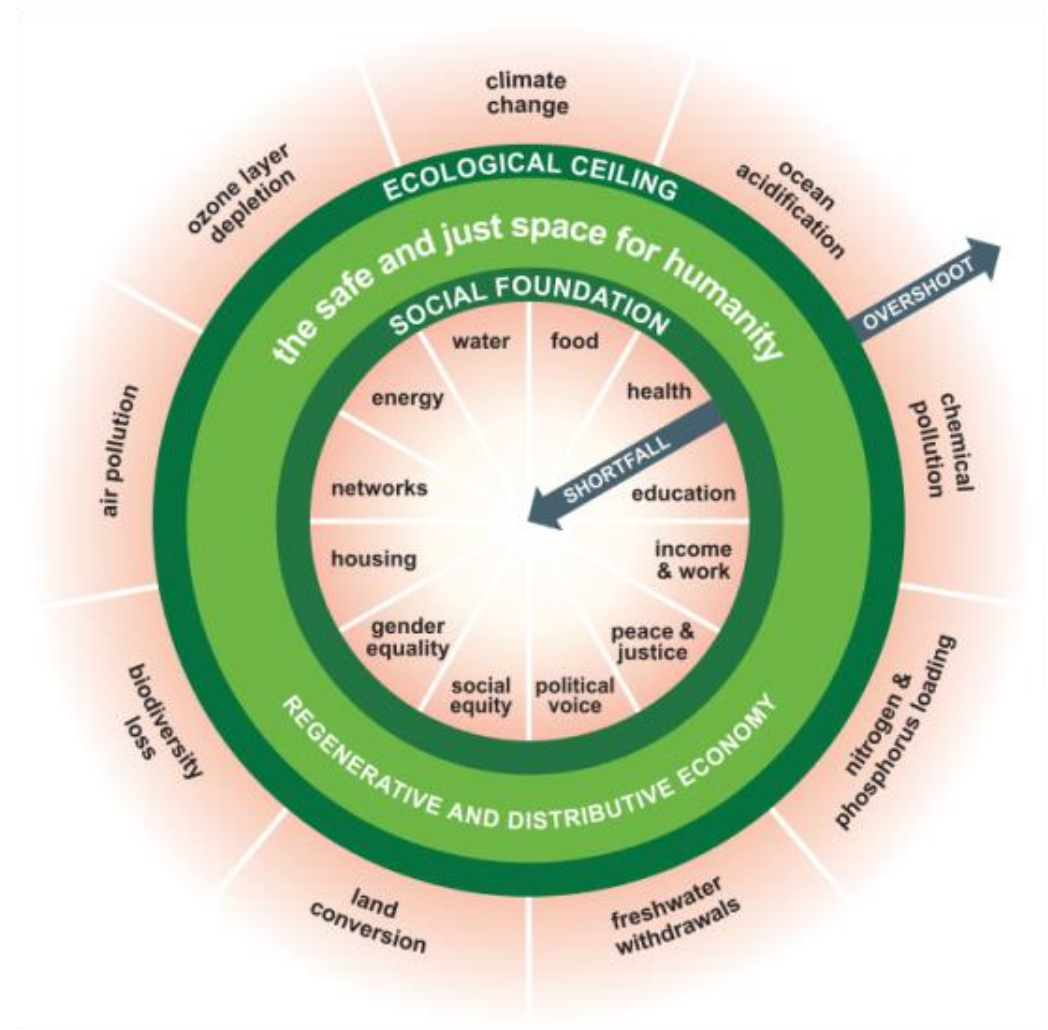 climate
change
ozone layer
depletion
ocean
acidification
ECOLOGICAL CEILING
the safe and just space for humanity
OVERSHOOT
SOCIAL FOUNDATION
water
food
energy
health
air pollution
chemical
pollution
SHORTFALL
networks
education
housing
income
& work
gender
equality
peace &
justice
social
equity
political
voice
biodiversity
loss
nitrogen &
phosphorus loading
REGENERATIVE AND DISTRIBUTIVE ECONOMY
land
conversion
freshwater
withdrawals